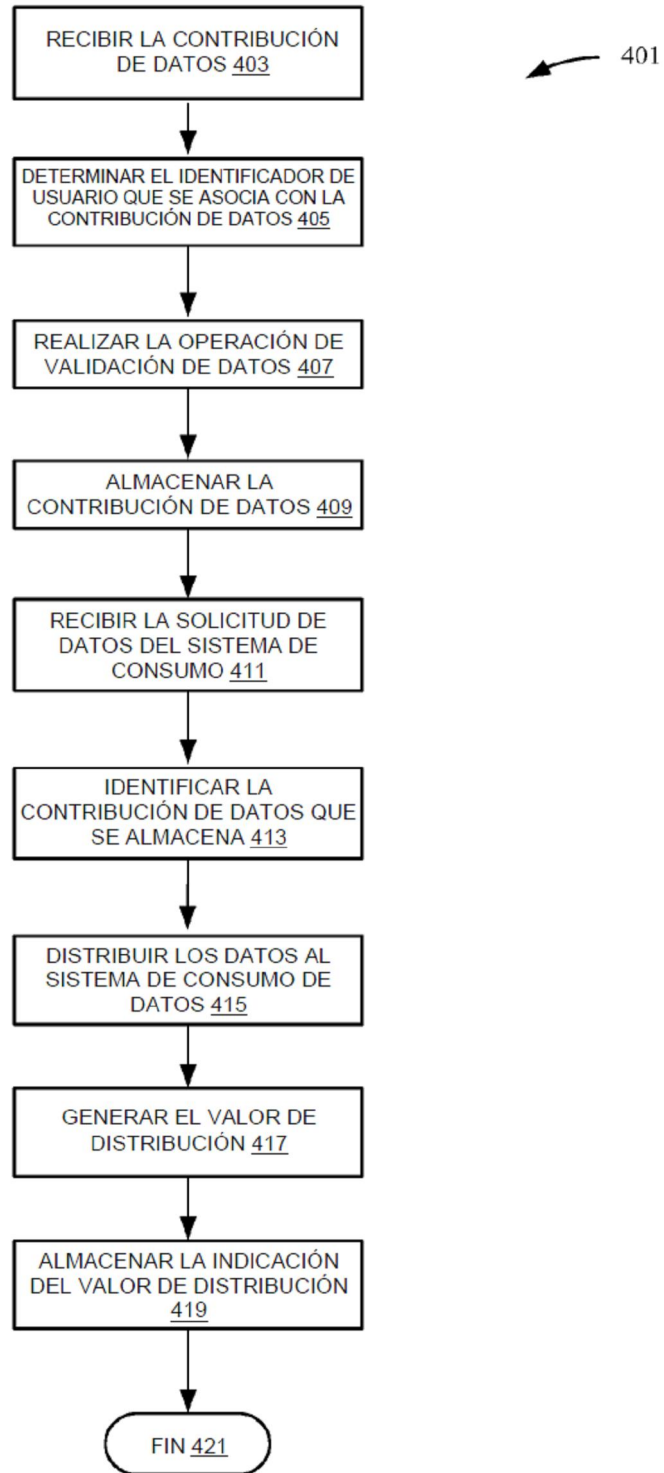 RECIBIR LA CONTRIBUCIÓN
DE DATOS 403
401
DETERMINAR EL IDENTIFICADOR DE
USUARIO QUE SE ASOCIA CON LA
CONTRIBUCIÓN DE DATOS 405
REALIZAR LA OPERACIÓN DE
VALIDACIÓN DE DATOS 407
ALMACENAR LA
CONTRIBUCIÓN DE DATOS 409
RECIBIR LA SOLICITUD DE
DATOS DEL SISTEMA DE
CONSUMO 411
IDENTIFICAR LA
CONTRIBUCIÓN DE DATOS QUE
SE ALMACENA 413
DISTRIBUIR LOS DATOS AL
SISTEMA DE CONSUMO DE
DATOS 415
GENERAR EL VALOR DE
DISTRIBUCIÓN 417
ALMACENAR LA INDICACIÓN
DEL VALOR DE DISTRIBUCIÓN
419
FIN 421